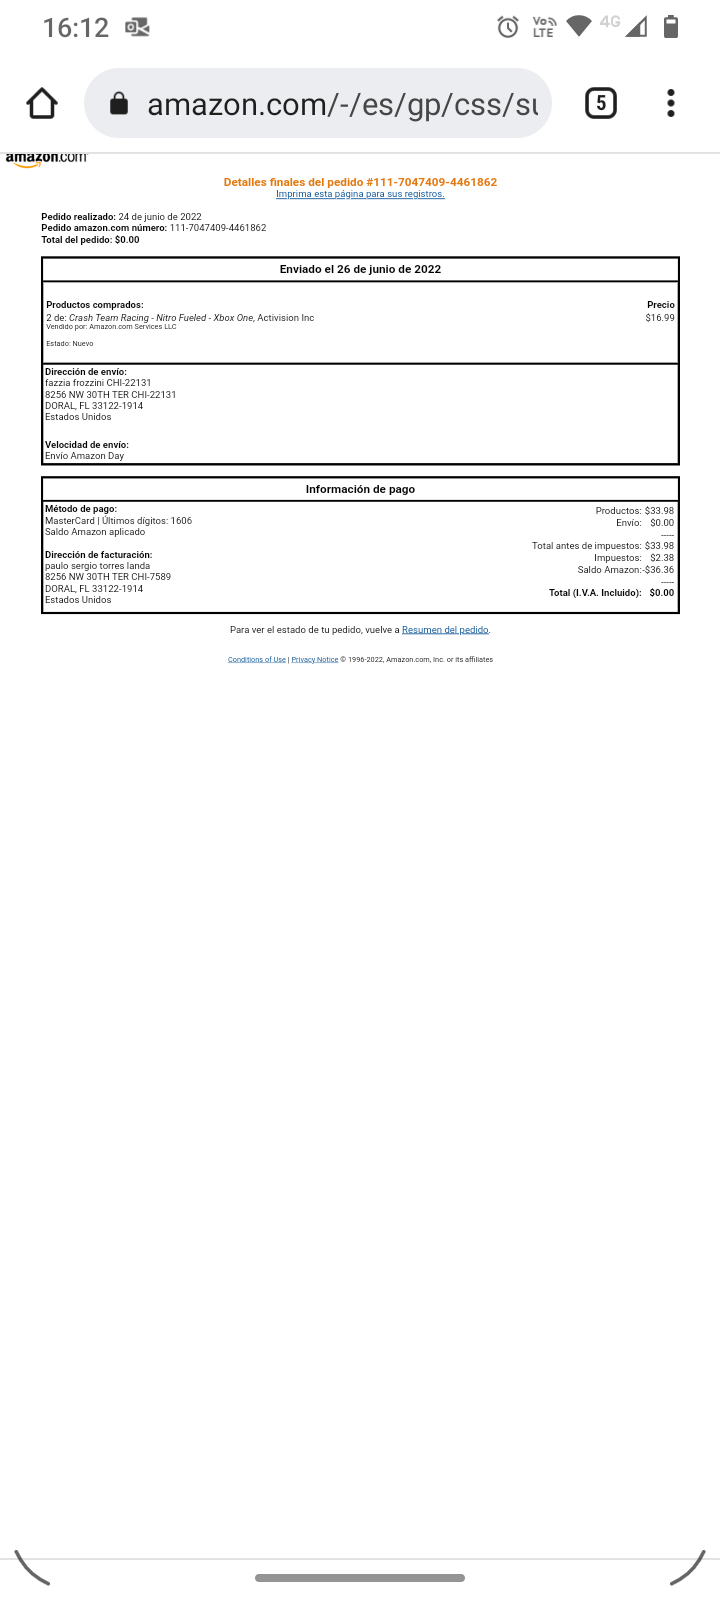 16:12
Vo LTE 4G
amazon.com/-/es/gp/css/su
5
amazon.com
Detalles finales del pedido #111-7047409-4461862
Imprima esta página para sus registros.
Pedido realizado: 24 de junio de 2022
Pedido amazon.com número: 111-7047409-4461862
Total del pedido: $0.00
Enviado el 26 de junio de 2022
Productos comprados: Precio
2 de: Crash Team Racing - Nitro Fueled - Xbox One, Activision Inc $16.99
Vendido por: Amazon.com Services LLC
Estado: Nuevo
Dirección de envío:
fazzia frozzini CHI-22131
8256 NW 30TH TER CHI-22131
DORAL, FL 33122-1914
Estados Unidos
Velocidad de envío:
Envío Amazon Day
Información de pago
Método de pago:
MasterCard | Últimos dígitos: 1606
Saldo Amazon aplicado
Dirección de facturación:
paulo sergio torres landa
8256 NW 30TH TER CHI-7589
DORAL, FL 33122-1914
Estados Unidos
Productos: $33.98
Envío: $0.00
-----
Total antes de impuestos: $33.98
Impuestos: $2.38
Saldo Amazon:-$36.36
-----
Total (I.V.A. Incluido): $0.00
Para ver el estado de tu pedido, vuelve a Resumen del pedido.
Conditions of Use | Privacy Notice © 1996-2022, Amazon.com, Inc. or its affiliates